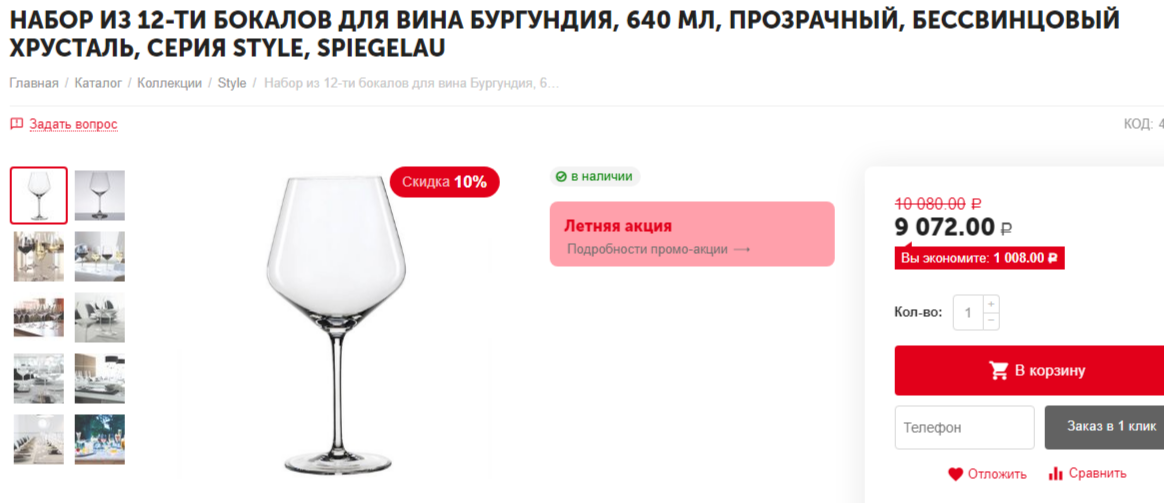 НАБОР ИЗ 12-ТИ БОКАЛОВ ДЛЯ ВИНА БУРГУНДИЯ, 640 МЛ, ПРОЗРАЧНЫЙ, БЕССВИНЦОВЫЙ
ХРУСТАЛЬ, СЕРИЯ STYLE, SPIEGELAU
Главная / Каталог / Коллекции / Style / Набор из 12-ти бокалов для вина Бургундия, 6...
Задать вопрос
КОД: 4
Скидка 10%
в наличии
Летняя акция
Подробности промо-акции →
10 080.00 ₽
9 072.00 ₽
Вы экономите: 1 008.00 ₽
Кол-во: 1 + −
В корзину
Телефон
Заказ в 1 клик
Отложить
Сравнить